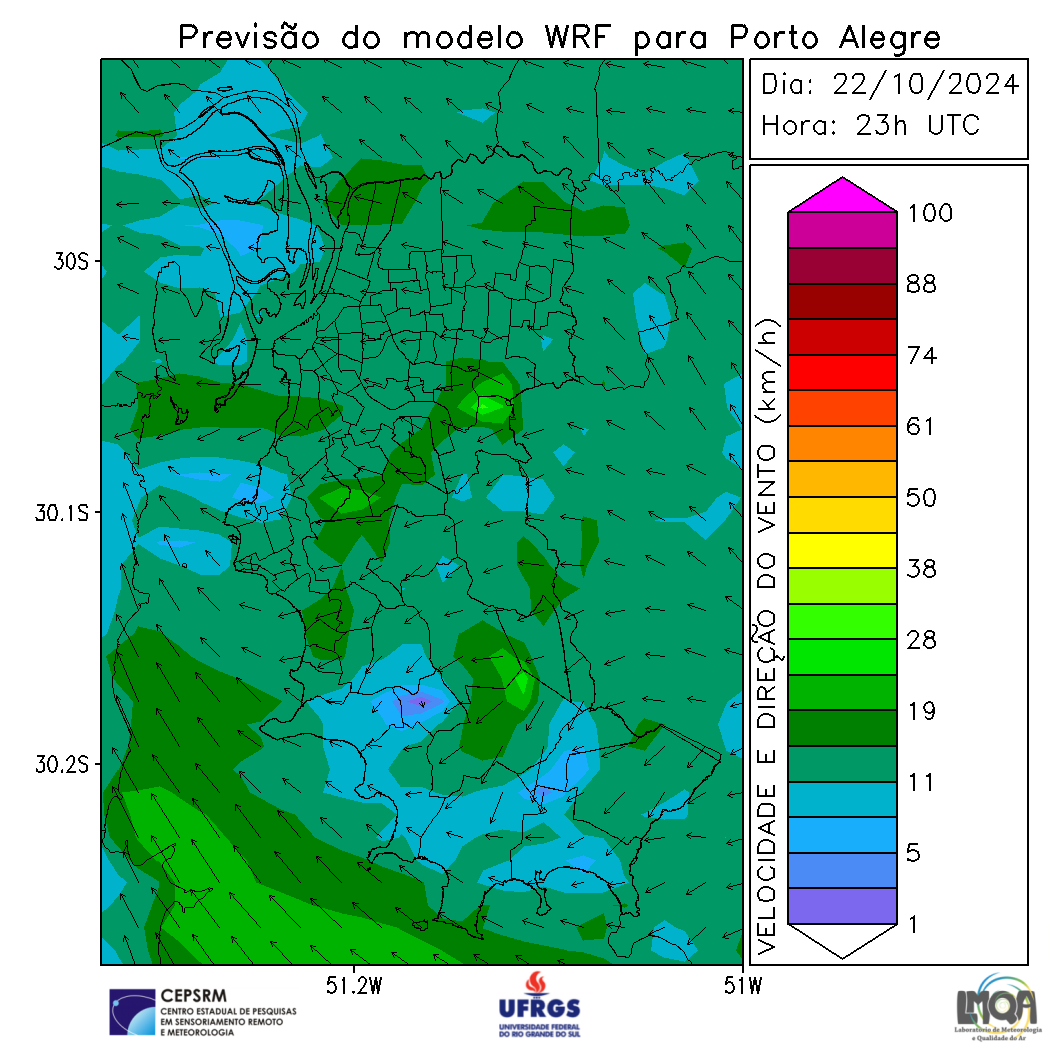 Previsão do modelo WRF para Porto Alegre
Dia: 22/10/2024
Hora: 23h UTC
30S
30.1S
30.2S
51.2W
51W
VELOCIDADE E DIREÇÃO DO VENTO (km/h)
100
88
74
61
50
38
28
19
11
5
1
CEPSRM
CENTRO ESTADUAL DE PESQUISAS
EM SENSORIAMENTO REMOTO
E METEOROLOGIA
UFRGS
UNIVERSIDADE FEDERAL
DO RIO GRANDE DO SUL
LMQA
Laboratório de Meteorologia
e Qualidade do Ar